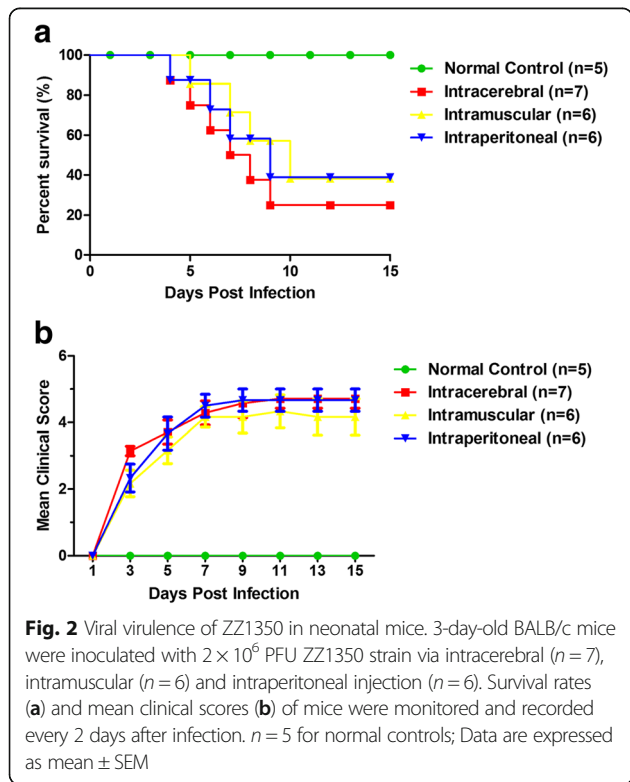 a
Percent survival (%)
100
80
60
40
20
0
0 5 10 15
Days Post Infection
Normal Control (n=5)
Intracerebral (n=7)
Intramuscular (n=6)
Intraperitoneal (n=6)
b
Mean Clinical Score
6
4
2
0
1 3 5 7 9 11 13 15
Days Post Infection
Normal Control (n=5)
Intracerebral (n=7)
Intramuscular (n=6)
Intraperitoneal (n=6)
Fig. 2 Viral virulence of ZZ1350 in neonatal mice. 3-day-old BALB/c mice
were inoculated with 2 × 10⁶ PFU ZZ1350 strain via intracerebral (n = 7),
intramuscular (n = 6) and intraperitoneal injection (n = 6). Survival rates
(a) and mean clinical scores (b) of mice were monitored and recorded
every 2 days after infection. n = 5 for normal controls; Data are expressed
as mean ± SEM